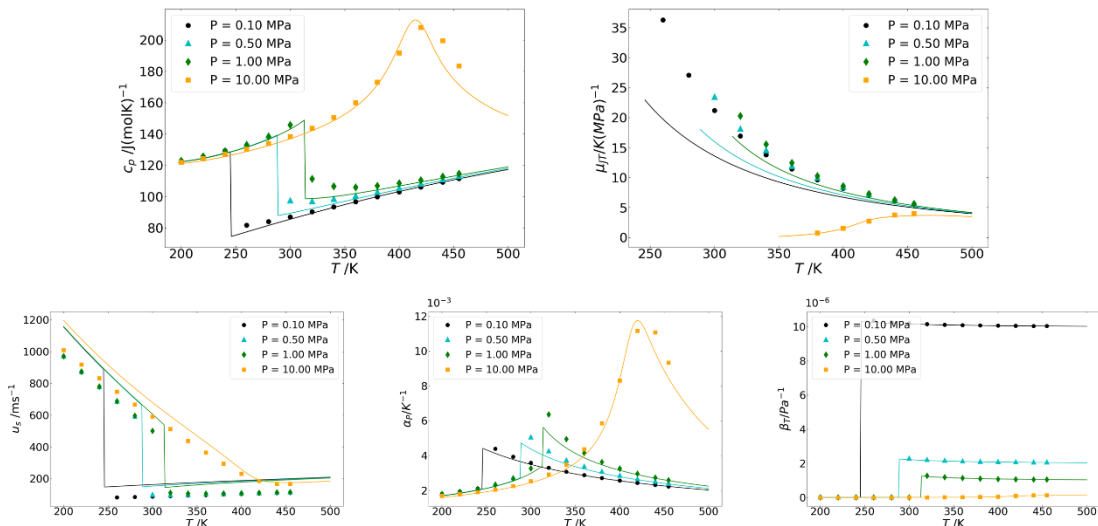 P = 0.10 MPa
P = 0.50 MPa
P = 1.00 MPa
P = 10.00 MPa
200
180
160
140
120
100
80
c_p /J(molK)⁻¹
200 250 300 350 400 450 500
T /K
P = 0.10 MPa
P = 0.50 MPa
P = 1.00 MPa
P = 10.00 MPa
35
30
25
20
15
10
5
0
μ_JT/K(MPa)⁻¹
200 250 300 350 400 450 500
T /K
P = 0.10 MPa
P = 0.50 MPa
P = 1.00 MPa
P = 10.00 MPa
1200
1000
800
600
400
200
u_s /ms⁻¹
200 250 300 350 400 450 500
T /K
10⁻³
P = 0.10 MPa
P = 0.50 MPa
P = 1.00 MPa
P = 10.00 MPa
12
10
8
6
4
2
α_P/K⁻¹
200 250 300 350 400 450 500
T /K
10⁻⁶
P = 0.10 MPa
P = 0.50 MPa
P = 1.00 MPa
P = 10.00 MPa
10
8
6
4
2
0
β_T/Pa⁻¹
200 250 300 350 400 450 500
T /K